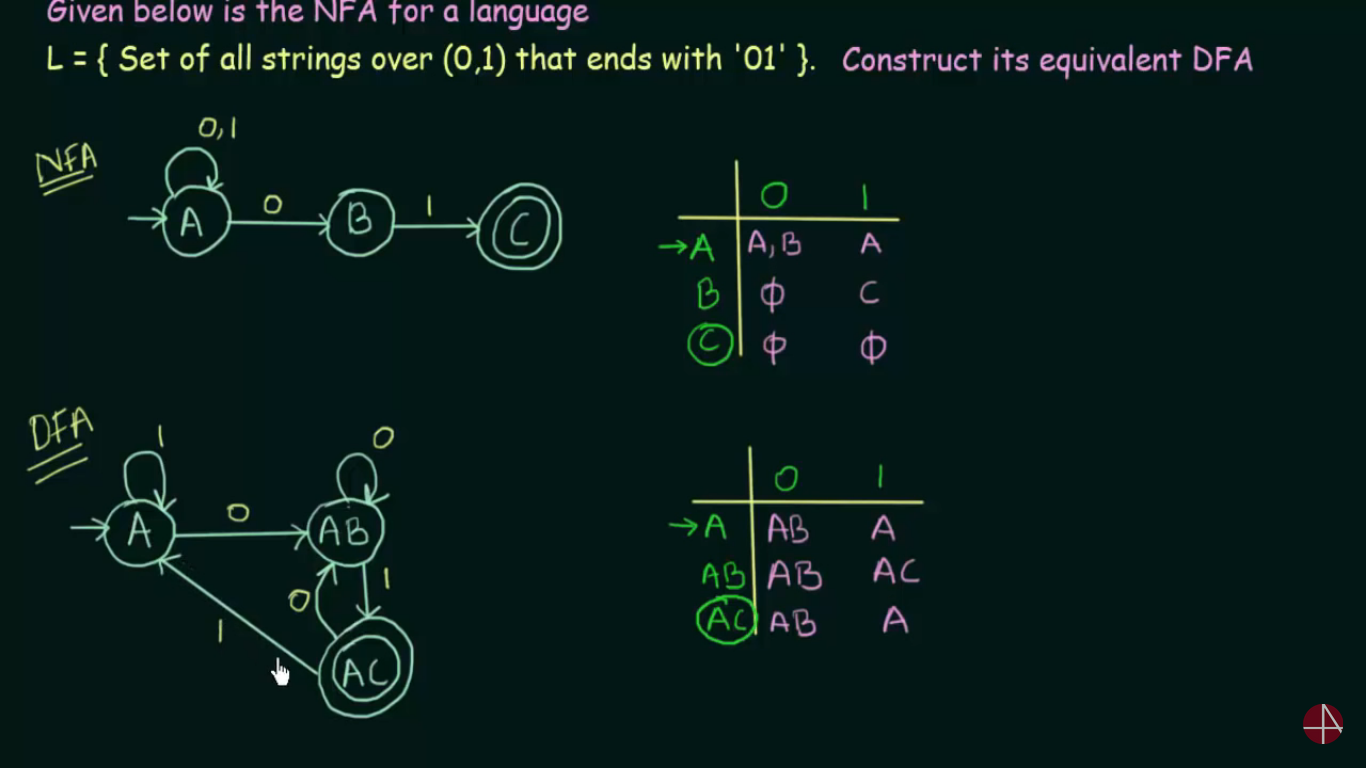 Given below is the NFA for a language
L = { Set of all strings over (0,1) that ends with '01' }. Construct its equivalent DFA
NFA
0,1
A
0
B
1
C
0 1
→A A,B A
B ϕ C
C ϕ ϕ
DFA
1
0
A
0
AB
0
1
1
AC
0 1
→A AB A
AB AB AC
AC AB A